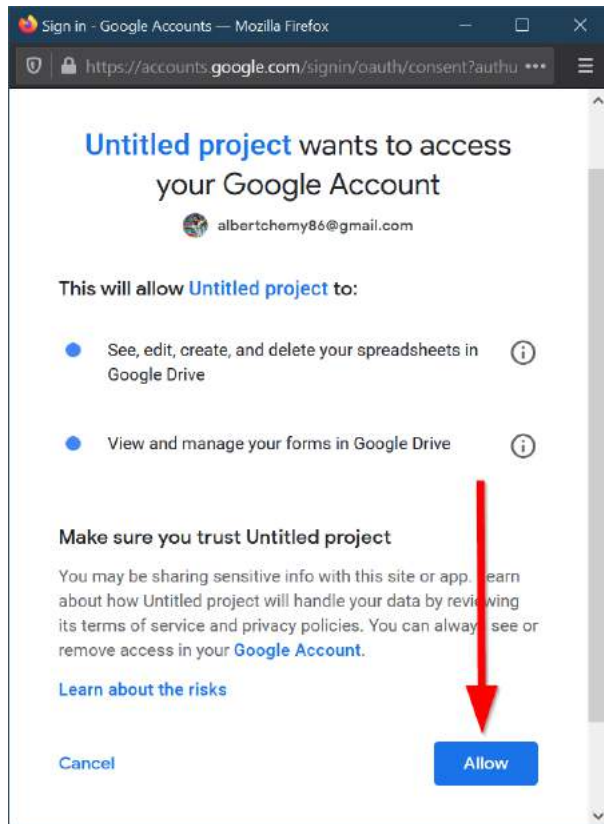 Sign in - Google Accounts — Mozilla Firefox
https://accounts.google.com/signin/oauth/consent?authu
Untitled project wants to access
your Google Account
albertchemy86@gmail.com
This will allow Untitled project to:
See, edit, create, and delete your spreadsheets in
Google Drive
View and manage your forms in Google Drive
Make sure you trust Untitled project
You may be sharing sensitive info with this site or app. Learn
about how Untitled project will handle your data by reviewing
its terms of service and privacy policies. You can always see or
remove access in your Google Account.
Learn about the risks
Cancel
Allow